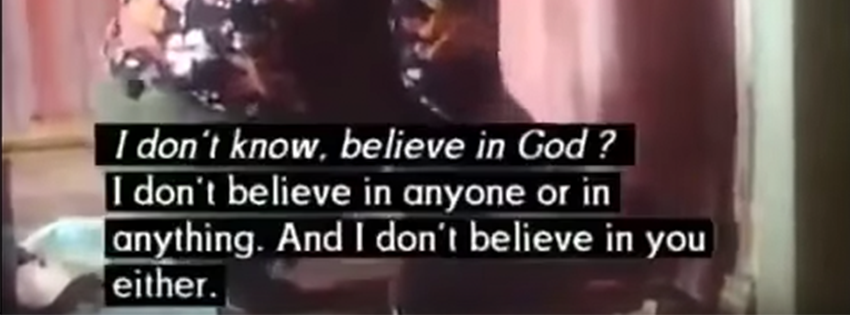 I don't know, believe in God ?
I don't believe in anyone or in
anything. And I don't believe in you
either.